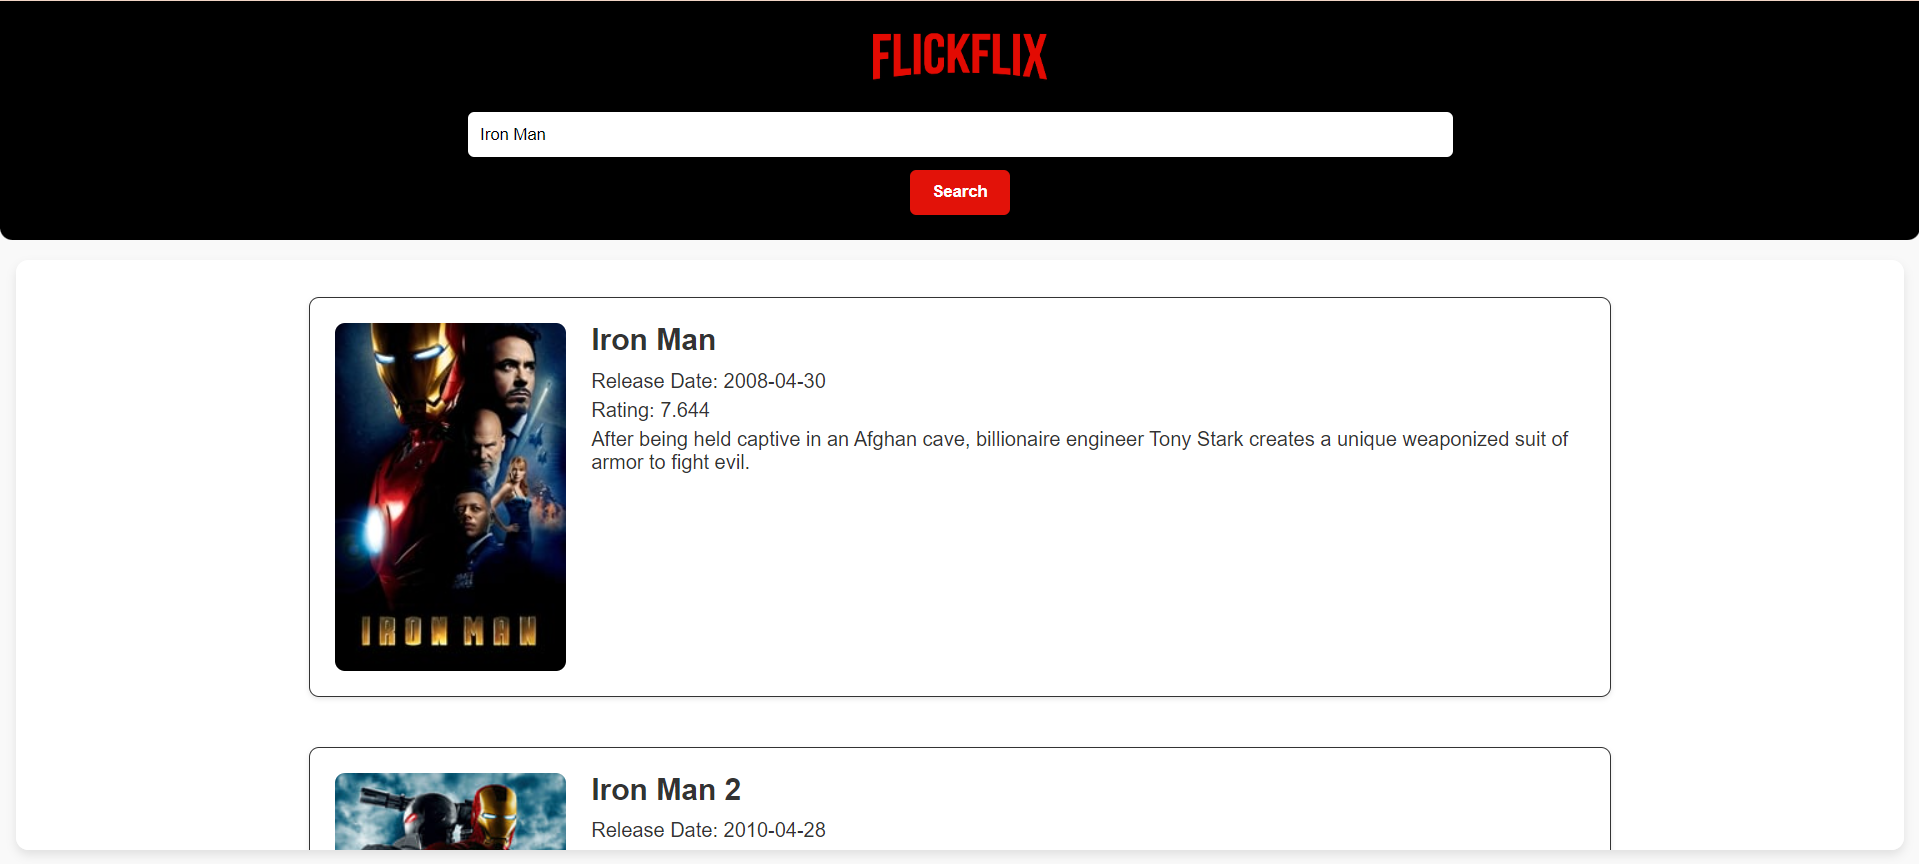 FLICKFLIX
Iron Man
Search
Iron Man
Release Date: 2008-04-30
Rating: 7.644
After being held captive in an Afghan cave, billionaire engineer Tony Stark creates a unique weaponized suit of
armor to fight evil.
IRON MAN
Iron Man 2
Release Date: 2010-04-28